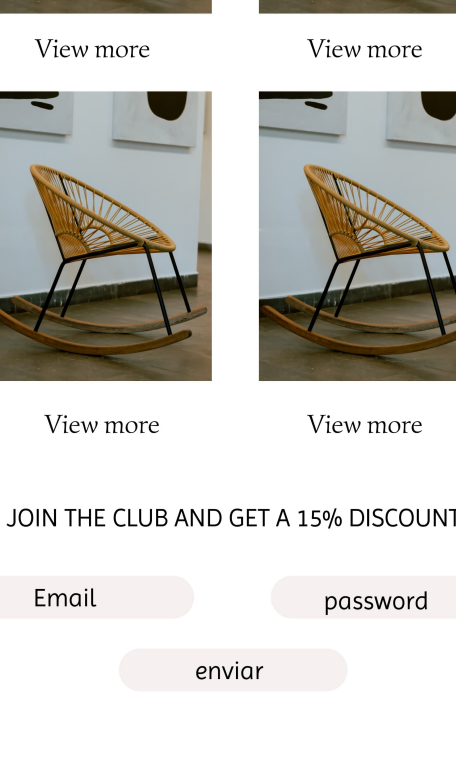 View more
View more
View more
View more
JOIN THE CLUB AND GET A 15% DISCOUNT
Email
password
enviar